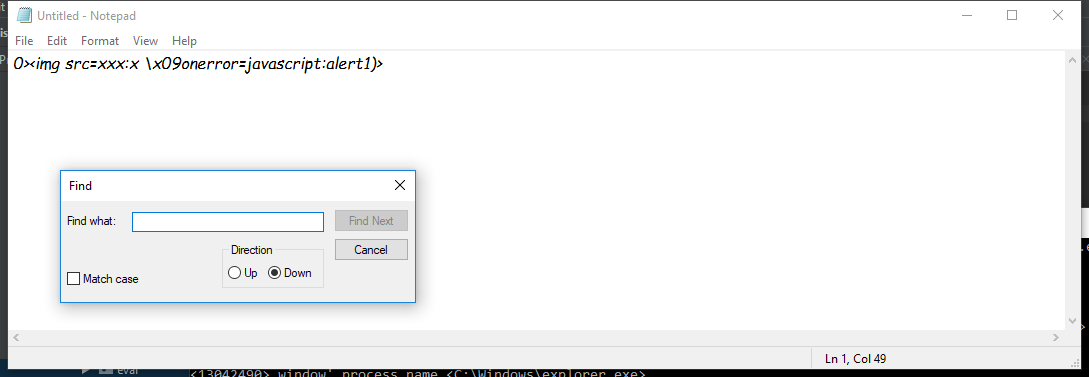 Untitled - Notepad
File Edit Format View Help
0><img src=xxx:x \x09onerror=javascript:alert1)>
Find
Find what: Find Next
Cancel
Direction
Up Down
Match case
Ln 1, Col 49
eval
<13042490> window' process name <C:\Windows\explorer.exe>